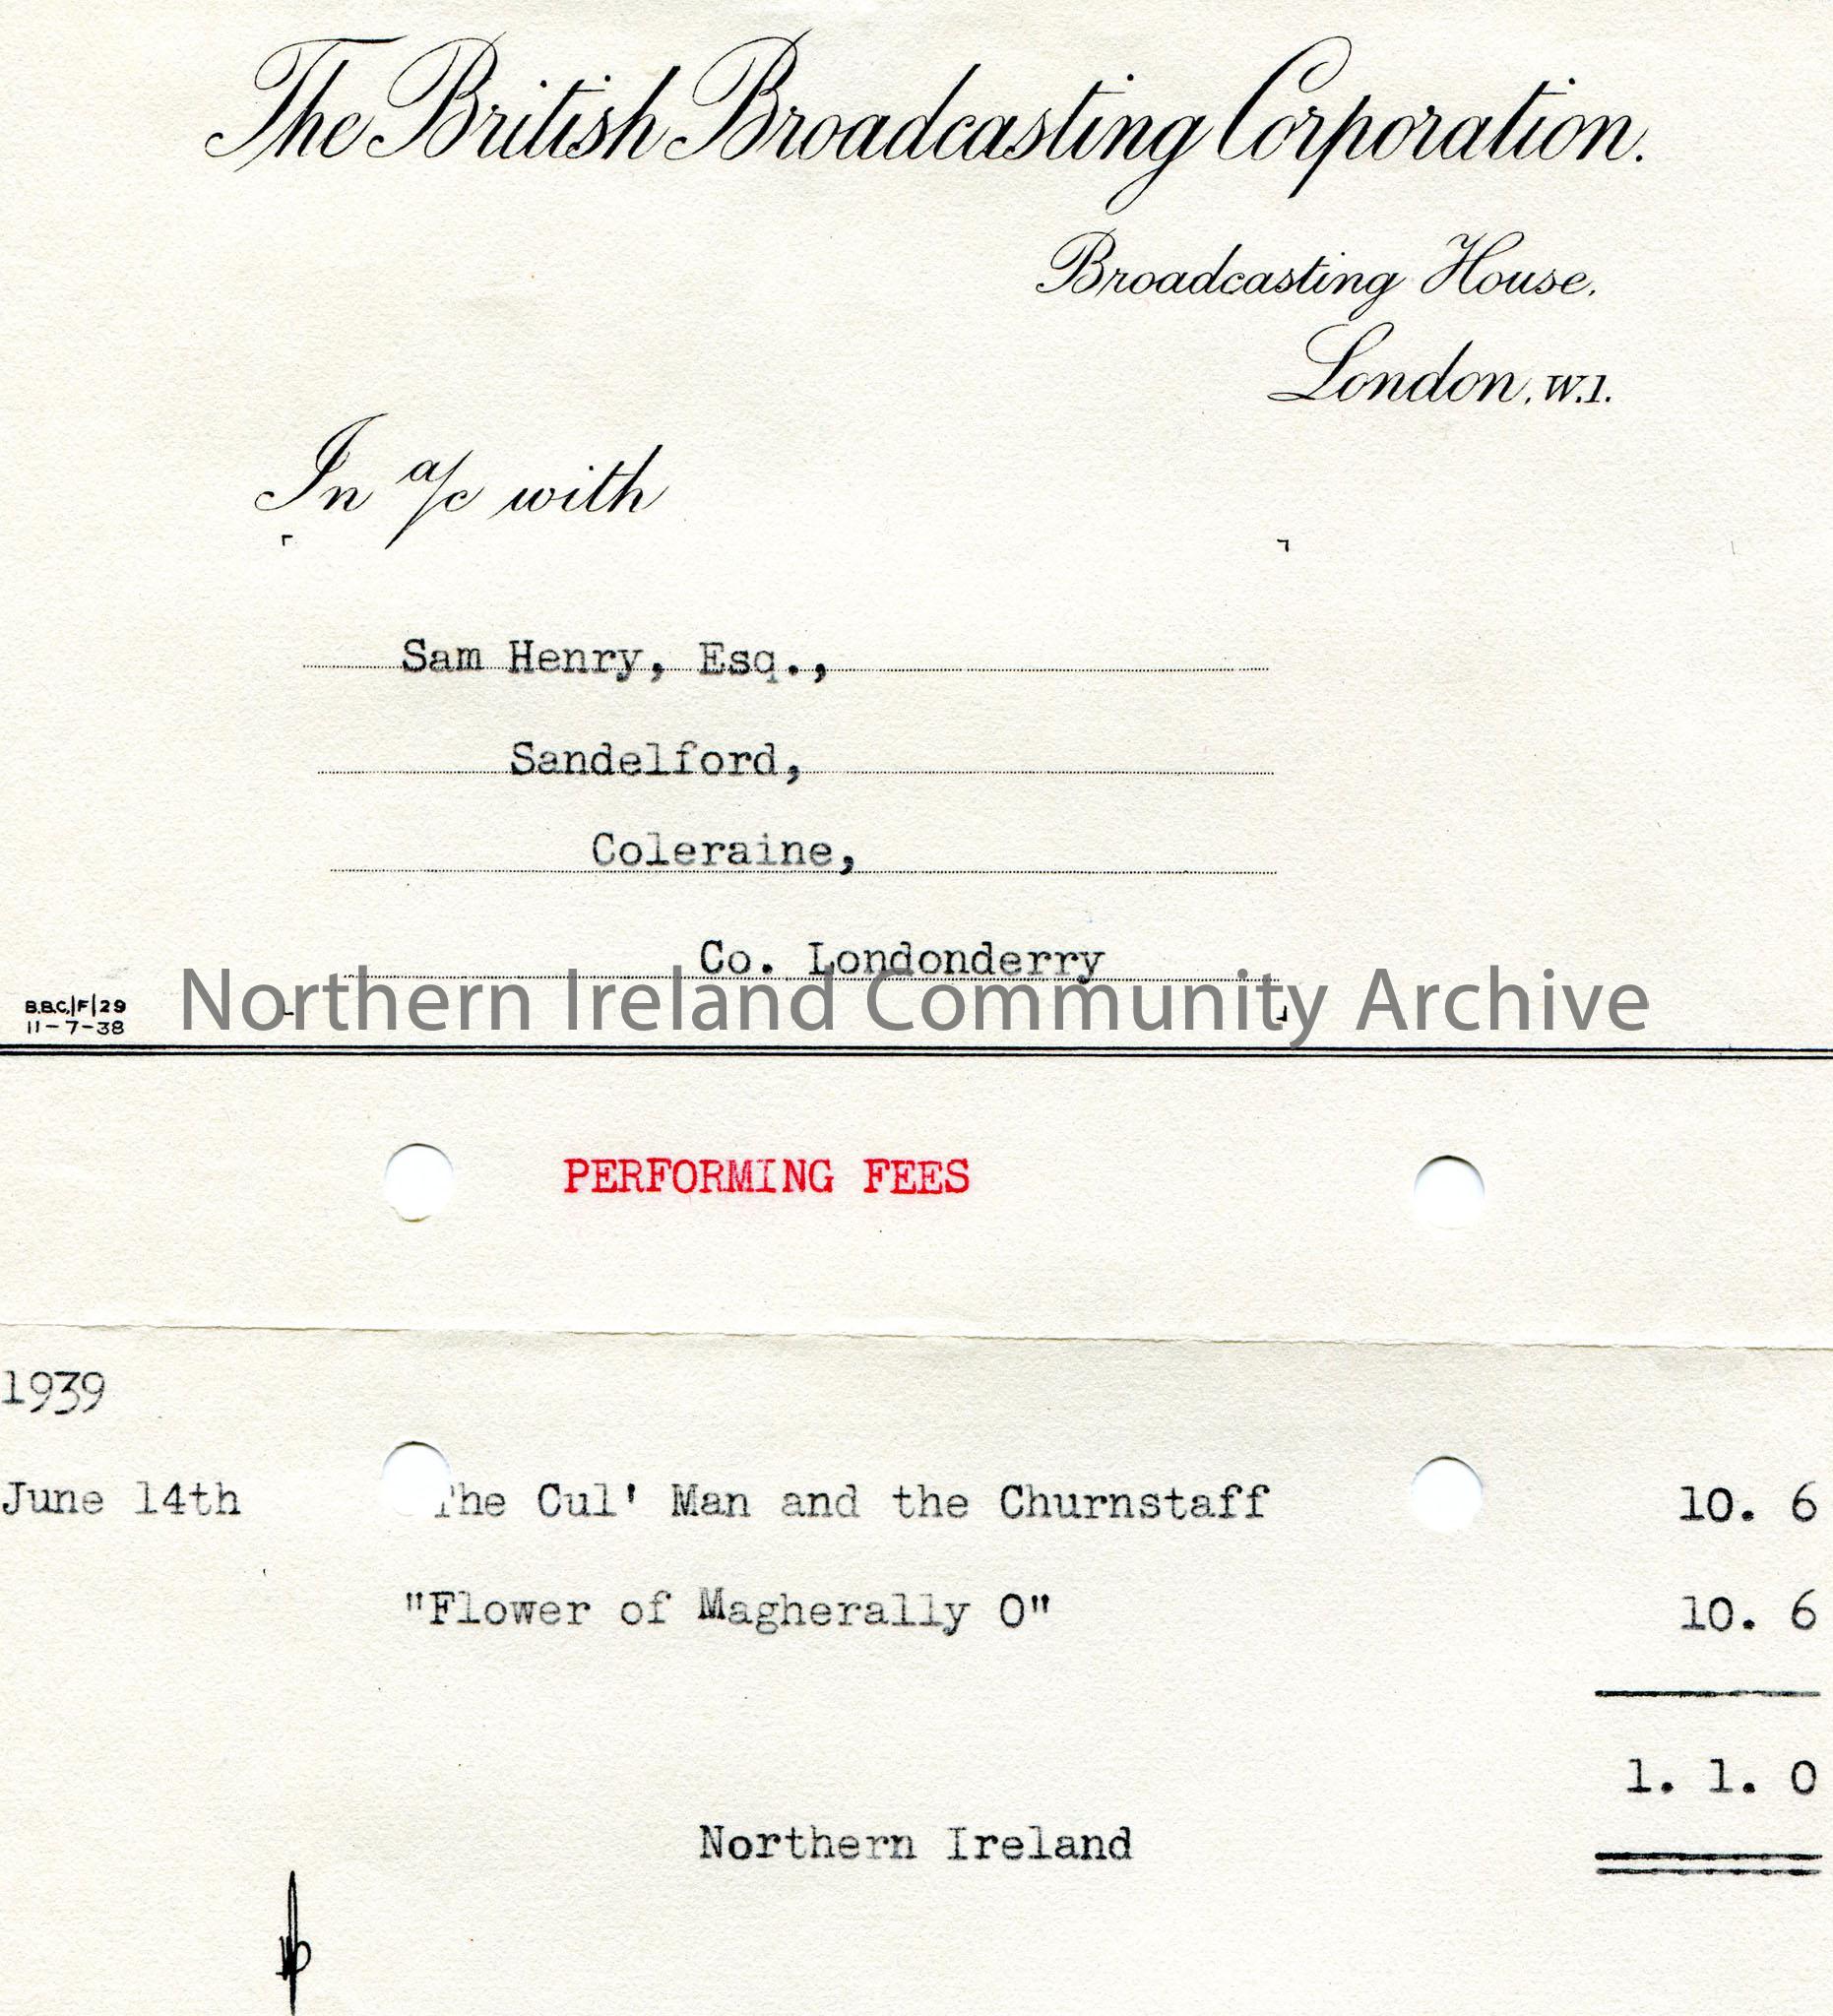 The British Broadcasting Corporation.
Broadcasting House,
London, W.1.
In a/c with
Sam Henry, Esq.,
Sandelford,
Coleraine,
Co. Londonderry
B.B.C.|F|29
11-7-38
Northern Ireland Community Archive
PERFORMING FEES
1939
June 14th The Cul' Man and the Churnstaff 10. 6
"Flower of Magherally O" 10. 6
1. 1. 0
Northern Ireland